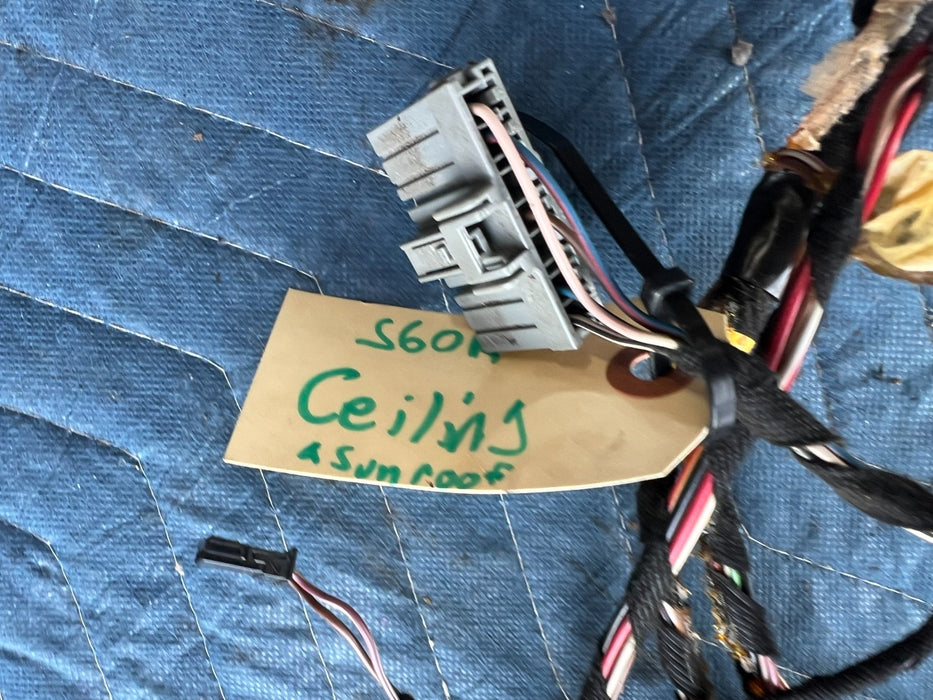 S60R
Ceiling
& Sunroof